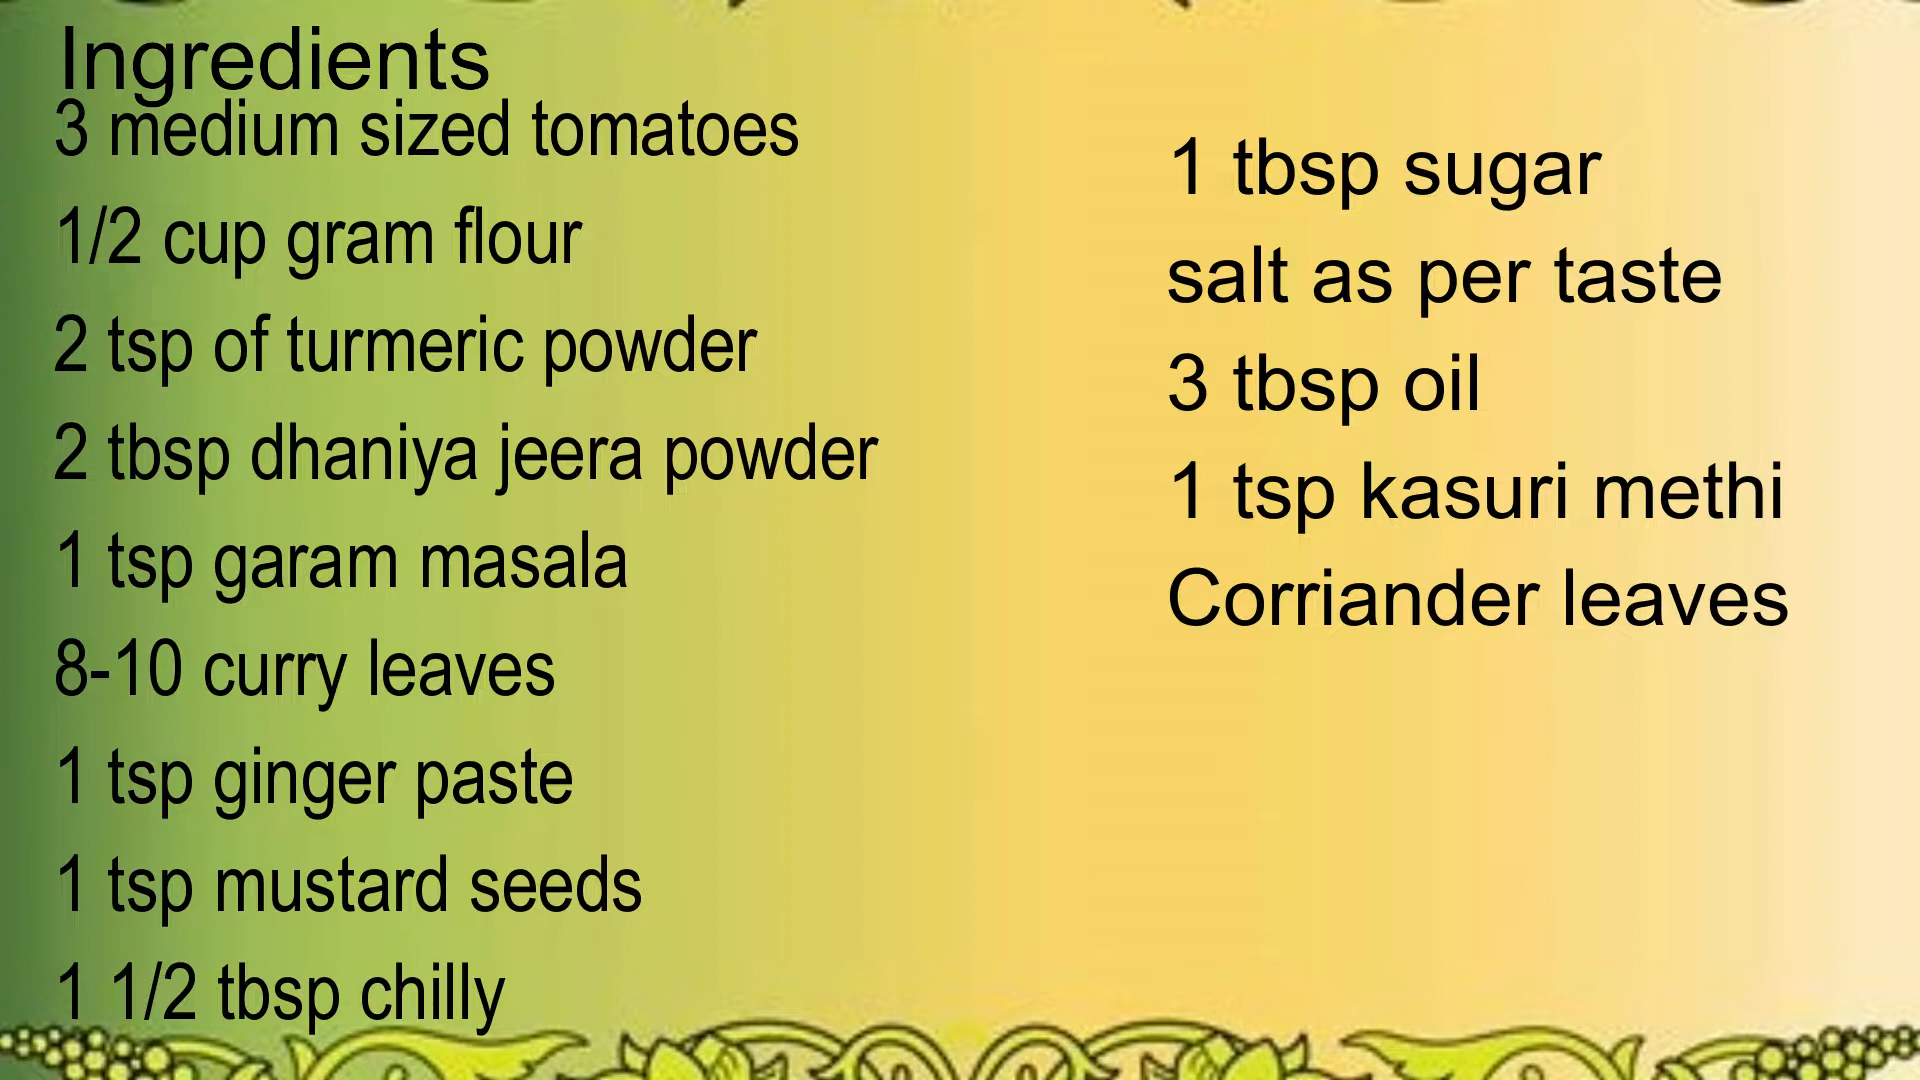 Ingredients
3 medium sized tomatoes
1/2 cup gram flour
2 tsp of turmeric powder
2 tbsp dhaniya jeera powder
1 tsp garam masala
8-10 curry leaves
1 tsp ginger paste
1 tsp mustard seeds
1 1/2 tbsp chilly
1 tbsp sugar
salt as per taste
3 tbsp oil
1 tsp kasuri methi
Corriander leaves